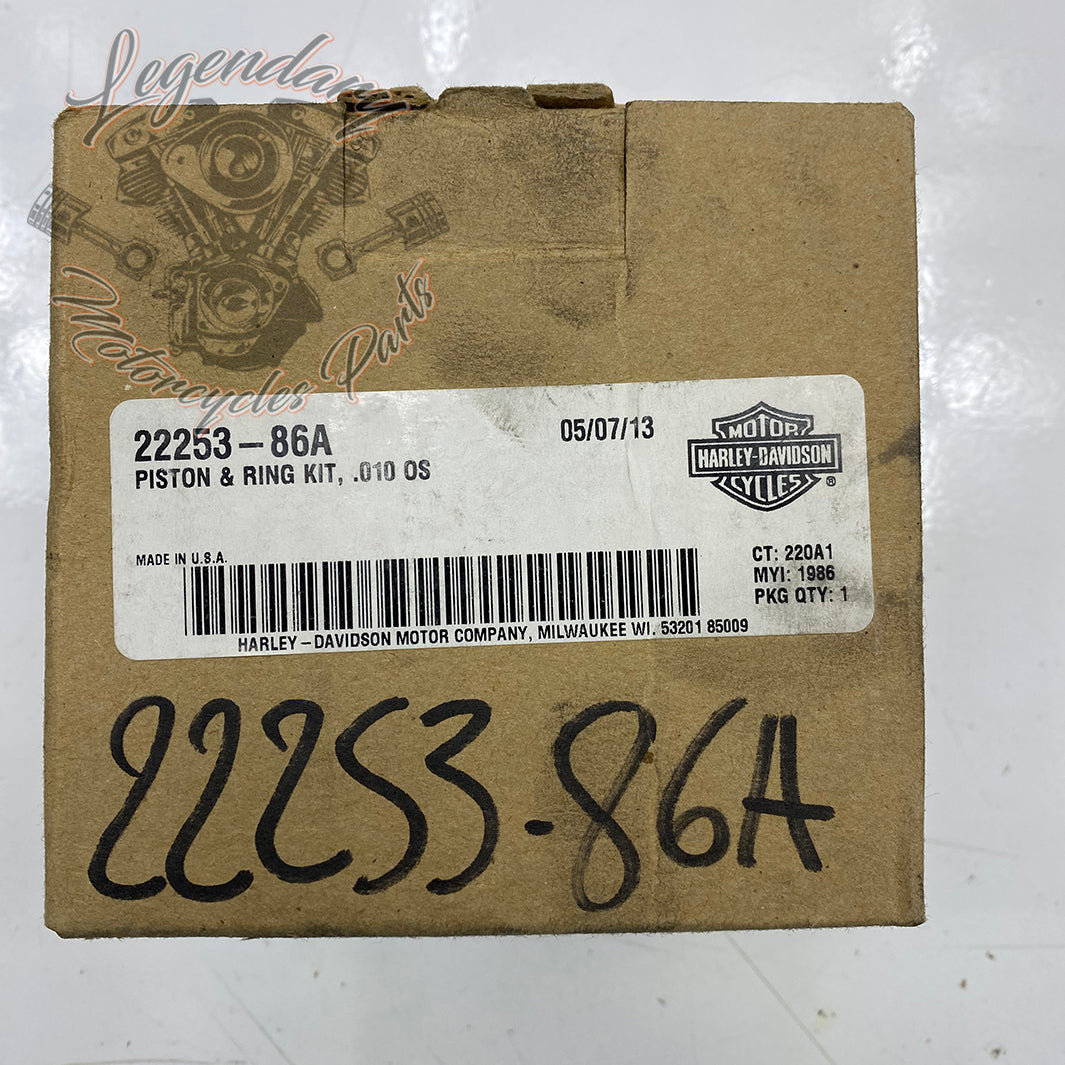 Legendary
Motorcycles Parts
22253-86A
05/07/13
PISTON & RING KIT, .010 OS
MOTOR
HARLEY-DAVIDSON
CYCLES
®
MADE IN U.S.A.
CT: 220A1
MYI: 1986
PKG QTY: 1
HARLEY-DAVIDSON MOTOR COMPANY, MILWAUKEE WI. 53201 85009
22253-86A